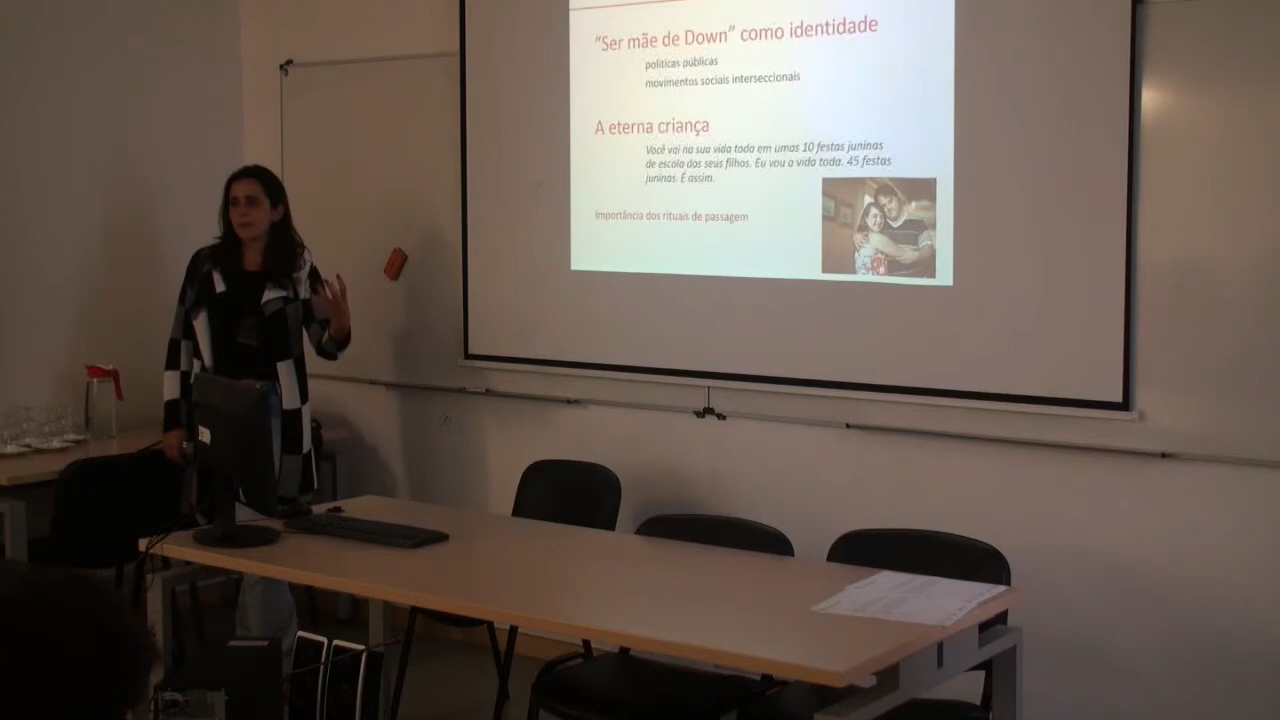 “Ser mãe de Down” como identidade
políticas públicas
movimentos sociais interseccionais
A eterna criança
Você vai na sua vida toda em umas 10 festas juninas
de escola dos seus filhos. Eu vou a vida toda. 45 festas
juninas. É assim.
Importância dos rituais de passagem